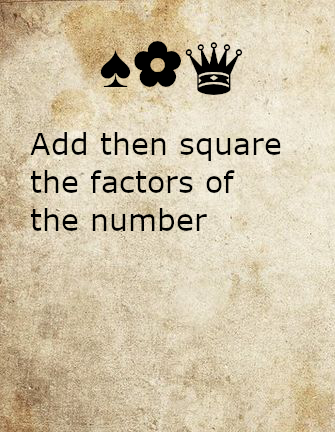 Add then square
the factors of
the number